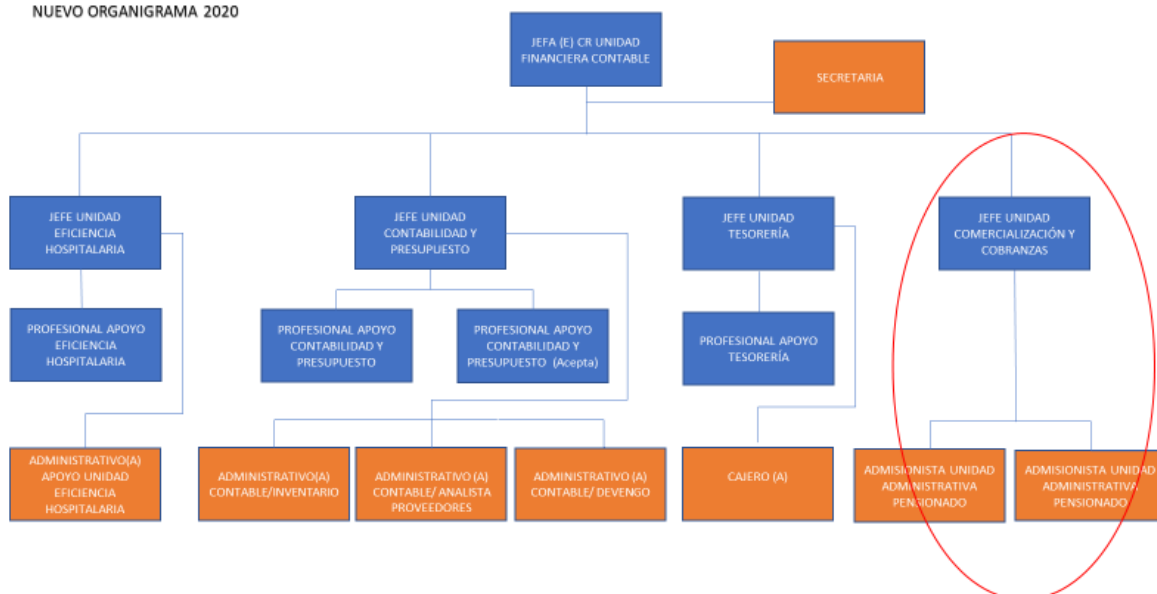 NUEVO ORGANIGRAMA 2020
JEFA (E) CR UNIDAD
FINANCIERA CONTABLE
SECRETARIA
JEFE UNIDAD
EFICIENCIA
HOSPITALARIA
JEFE UNIDAD
CONTABILIDAD Y
PRESUPUESTO
JEFE UNIDAD
TESORERÍA
JEFE UNIDAD
COMERCIALIZACIÓN Y
COBRANZAS
PROFESIONAL APOYO
EFICIENCIA
HOSPITALARIA
PROFESIONAL APOYO
CONTABILIDAD Y
PRESUPUESTO
PROFESIONAL APOYO
CONTABILIDAD Y
PRESUPUESTO (Acepta)
PROFESIONAL APOYO
TESORERÍA
ADMINISTRATIVO(A)
APOYO UNIDAD
EFICIENCIA
HOSPITALARIA
ADMINISTRATIVO(A)
CONTABLE/INVENTARIO
ADMINISTRATIVO (A)
CONTABLE/ ANALISTA
PROVEEDORES
ADMINISTRATIVO (A)
CONTABLE/ DEVENGO
CAJERO (A)
ADMISIONISTA UNIDAD
ADMINISTRATIVA
PENSIONADO
ADMISIONISTA UNIDAD
ADMINISTRATIVA
PENSIONADO